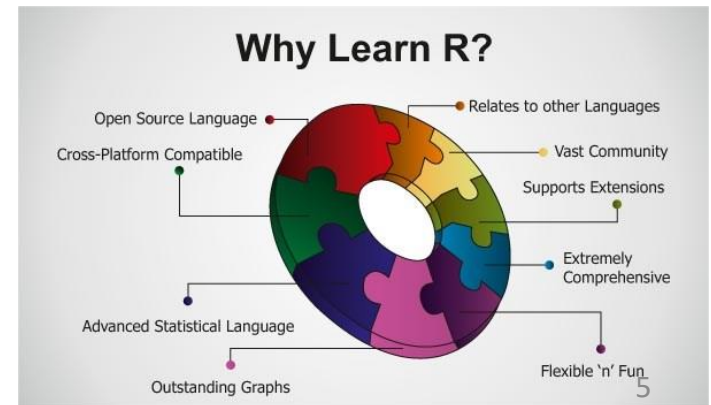 Why Learn R?
Open Source Language
Relates to other Languages
Cross-Platform Compatible
Vast Community
Supports Extensions
Extremely
Comprehensive
Advanced Statistical Language
Flexible ‘n’ Fun
Outstanding Graphs
5